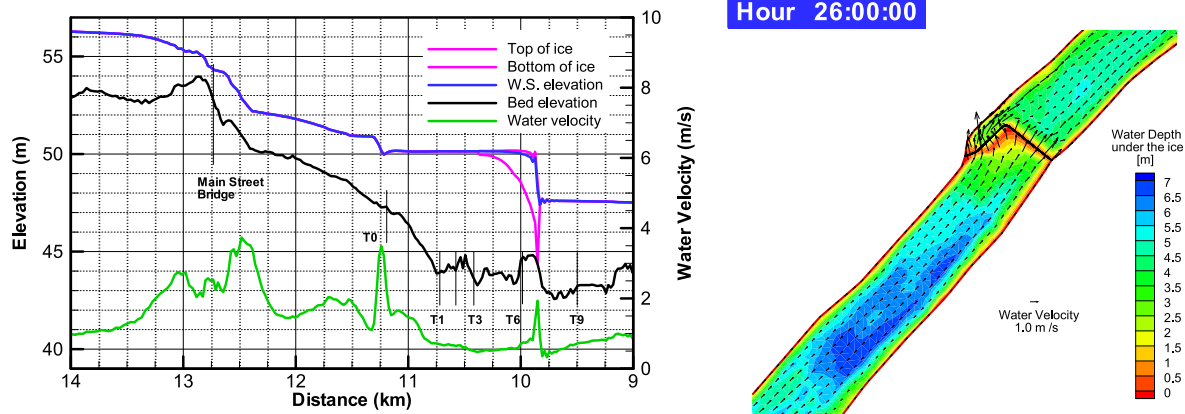 Hour 26:00:00
10
8
6
4
2
0
Water Velocity (m/s)
55
50
45
40
Elevation (m)
Top of ice
Bottom of ice
W.S. elevation
Bed elevation
Water velocity
Main Street
Bridge
T0
T1
T3
T6
T9
14
13
12
11
10
9
Distance (km)
Water Depth
under the ice
[m]
7
6.5
6
5.5
5
4.5
4
3.5
3
2.5
2
1.5
1
0.5
0
Water Velocity
1.0 m /s